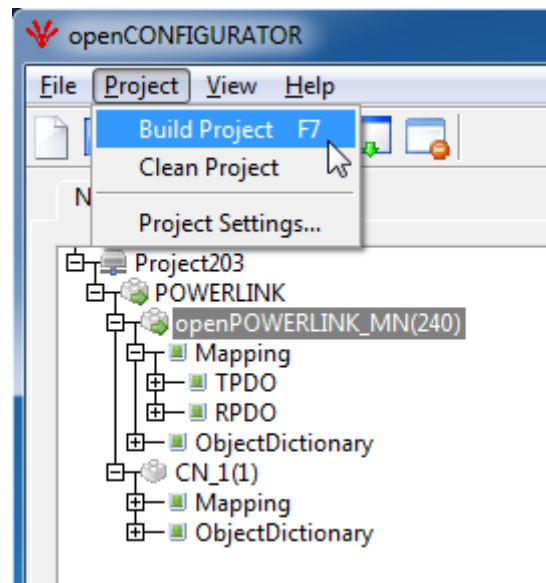 openCONFIGURATOR
File Project View Help
Build Project F7
Clean Project
N
Project Settings...
Project203
POWERLINK
openPOWERLINK_MN(240)
Mapping
TPDO
RPDO
ObjectDictionary
CN_1(1)
Mapping
ObjectDictionary